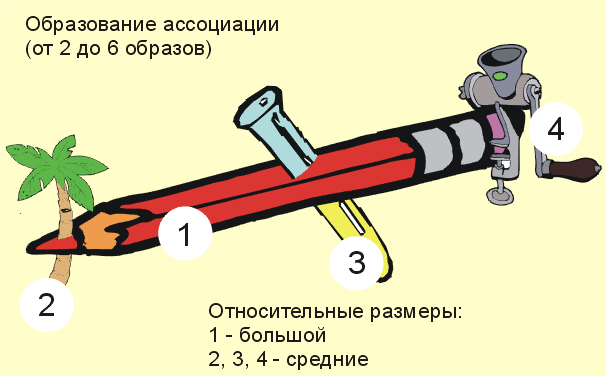 Образование ассоциации
(от 2 до 6 образов)
4
1
3
2
Относительные размеры:
1 - большой
2, 3, 4 - средние